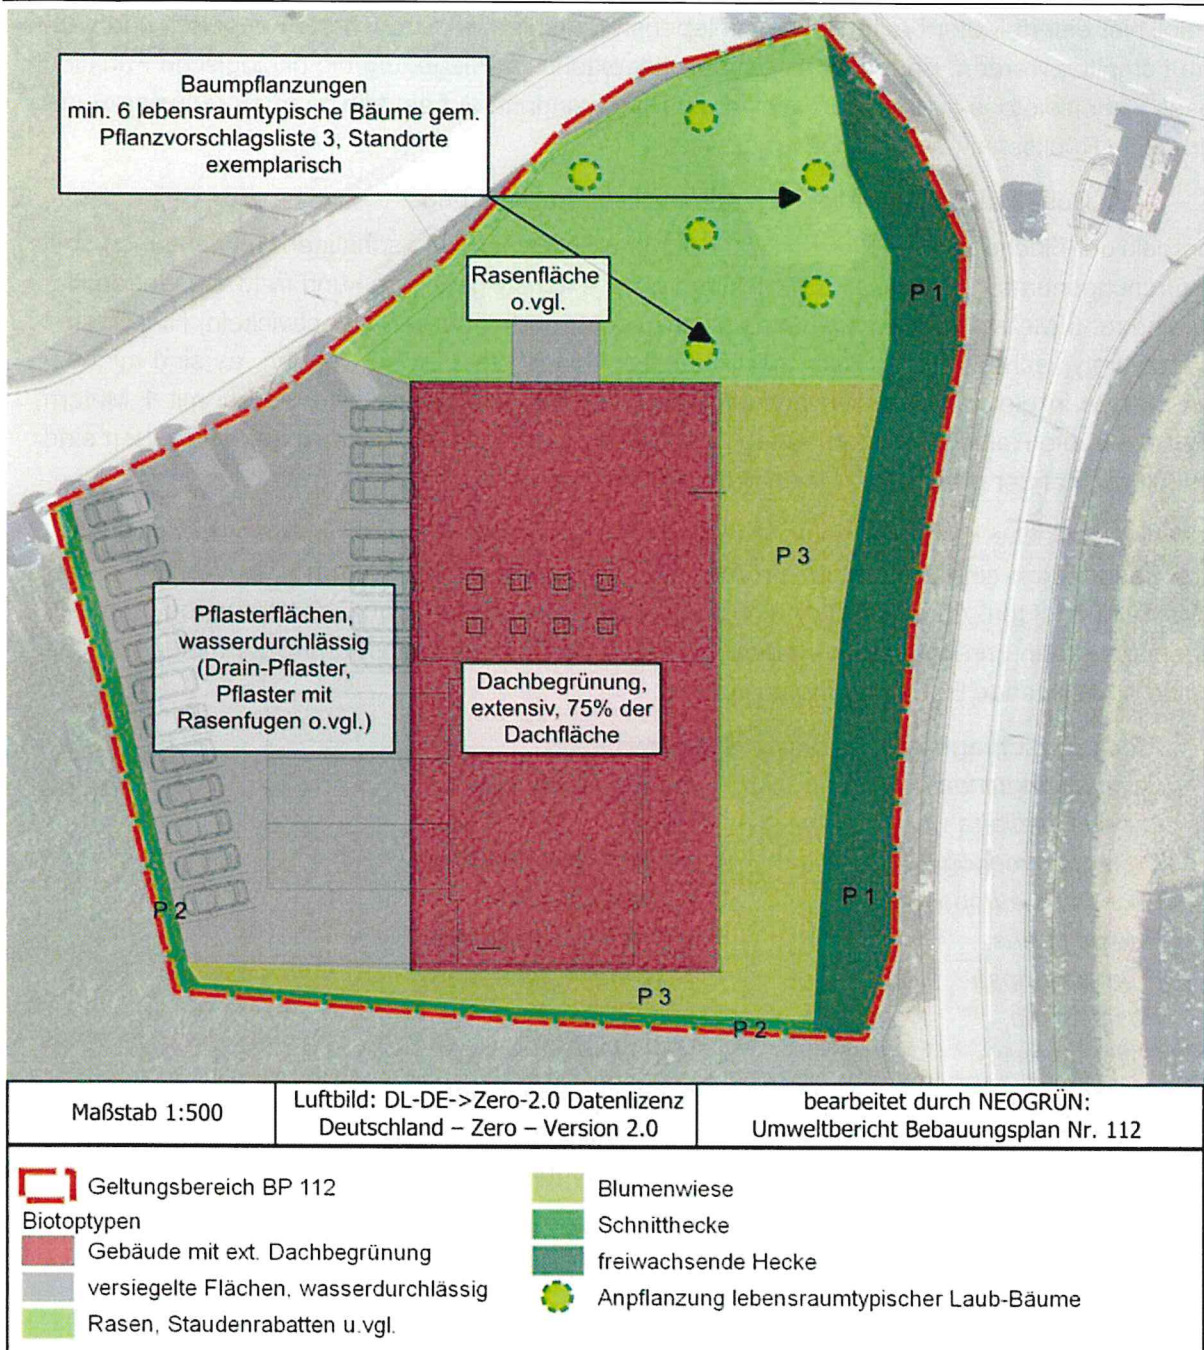 Baumpflanzungen
min. 6 lebensraumtypische Bäume gem.
Pflanzvorschlagsliste 3, Standorte
exemplarisch
Rasenfläche
o.vgl.
P 1
P 3
Pflasterflächen,
wasserdurchlässig
(Drain-Pflaster,
Pflaster mit
Rasenfugen o.vgl.)
Dachbegrünung,
extensiv, 75% der
Dachfläche
P 1
P 2
P 3
P 2
Maßstab 1:500
Luftbild: DL-DE->Zero-2.0 Datenlizenz
Deutschland – Zero – Version 2.0
bearbeitet durch NEOGRÜN:
Umweltbericht Bebauungsplan Nr. 112
Geltungsbereich BP 112
Biotoptypen
Gebäude mit ext. Dachbegrünung
versiegelte Flächen, wasserdurchlässig
Rasen, Staudenrabatten u.vgl.
Blumenwiese
Schnitthecke
freiwachsende Hecke
Anpflanzung lebensraumtypischer Laub-Bäume